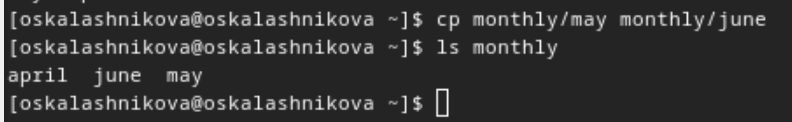 [oskalashnikova@oskalashnikova ~]$ cp monthly/may monthly/june
[oskalashnikova@oskalashnikova ~]$ ls monthly
april  june  may
[oskalashnikova@oskalashnikova ~]$